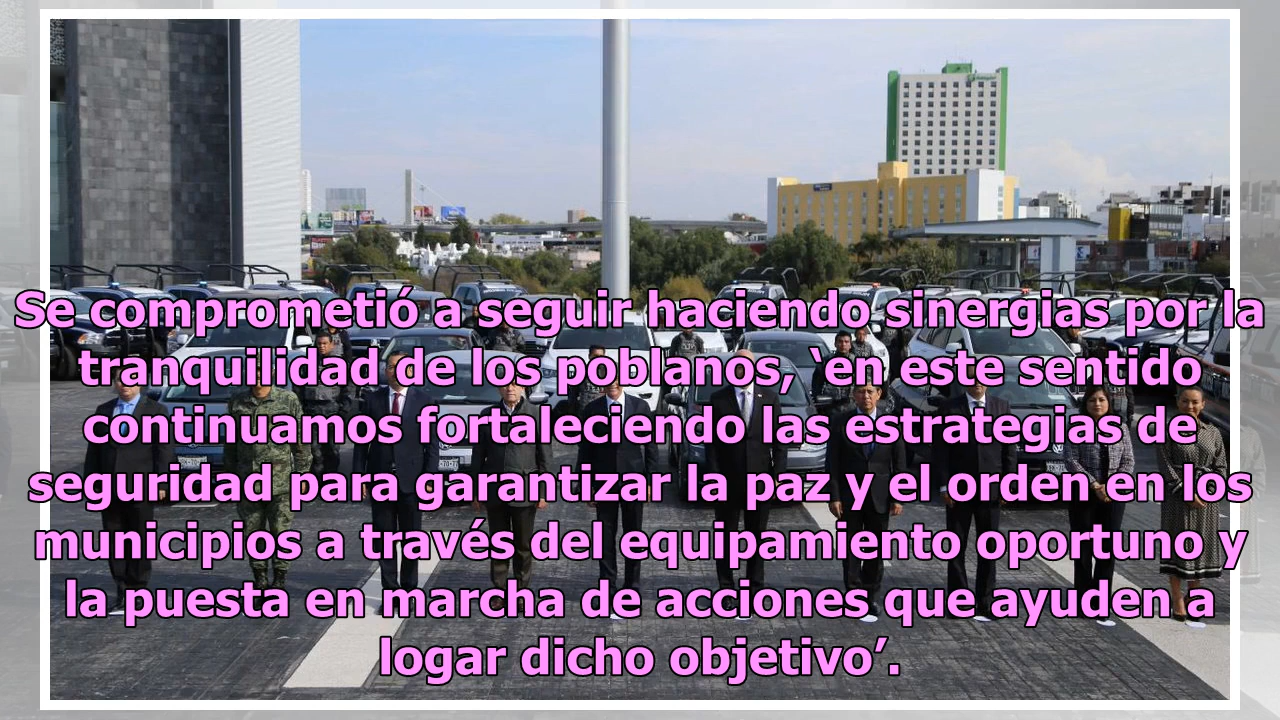 Se comprometió a seguir haciendo sinergias por la
tranquilidad de los poblanos, ‘en este sentido
continuamos fortaleciendo las estrategias de
seguridad para garantizar la paz y el orden en los
municipios a través del equipamiento oportuno y
la puesta en marcha de acciones que ayuden a
logar dicho objetivo’.